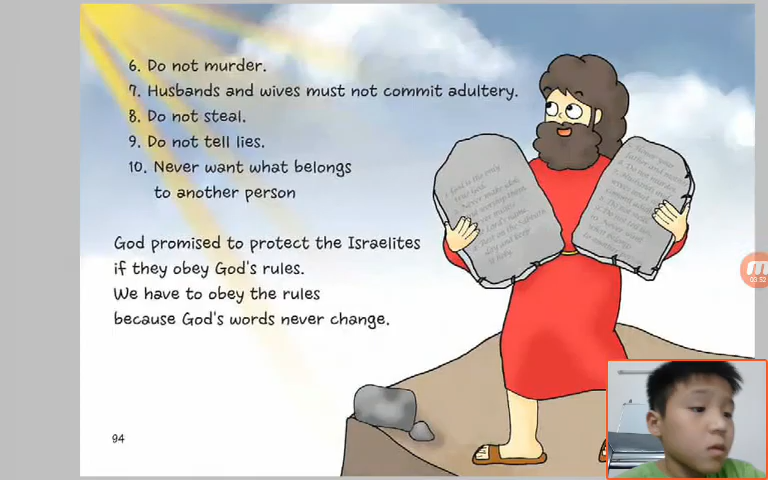 6. Do not murder.
7. Husbands and wives must not commit adultery.
8. Do not steal.
9. Do not tell lies.
10. Never want what belongs
to another person
God promised to protect the Israelites
if they obey God's rules.
We have to obey the rules
because God's words never change.
94
03:52